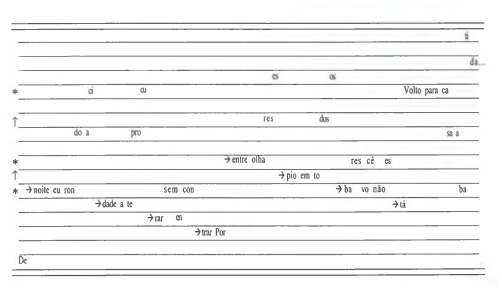 ti
da...
es os
* ci cu Volto para ca
↑ res dos
do a pro sa a
* →entre olha res cê es
↑ →pio em to
* →noite eu ron sem con →ba vo não ba
→dade a te →tá
→rar on
→trar Por
De